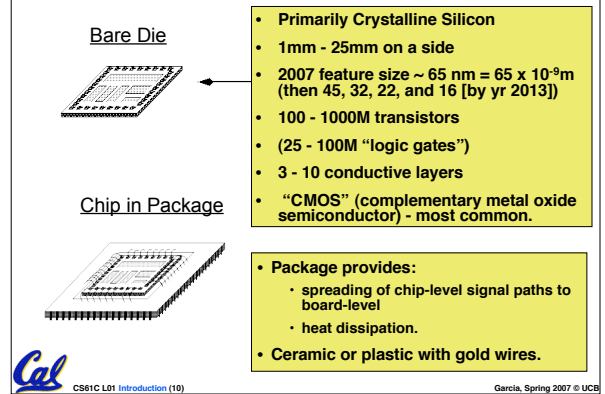 Bare Die
• Primarily Crystalline Silicon
• 1mm - 25mm on a side
• 2007 feature size ~ 65 nm = 65 x 10⁻⁹m
(then 45, 32, 22, and 16 [by yr 2013])
• 100 - 1000M transistors
• (25 - 100M “logic gates”)
• 3 - 10 conductive layers
• “CMOS” (complementary metal oxide
semiconductor) - most common.
Chip in Package
• Package provides:
• spreading of chip-level signal paths to
board-level
• heat dissipation.
• Ceramic or plastic with gold wires.
Cal
CS61C L01 Introduction (10)
Garcia, Spring 2007 © UCB